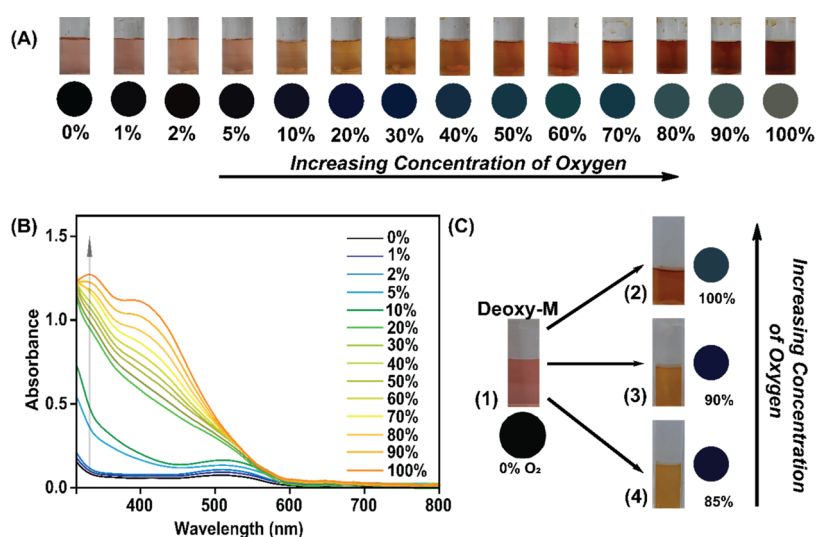 (A)
0% 1% 2% 5% 10% 20% 30% 40% 50% 60% 70% 80% 90% 100%
Increasing Concentration of Oxygen
(B)
1.5
1.0
0.5
0.0
Absorbance
400 500 600 700 800
Wavelength (nm)
0%
1%
2%
5%
10%
20%
30%
40%
50%
60%
70%
80%
90%
100%
(C)
Deoxy-M
(1)
0% O₂
(2)
100%
(3)
90%
(4)
85%
Increasing Concentration
of Oxygen